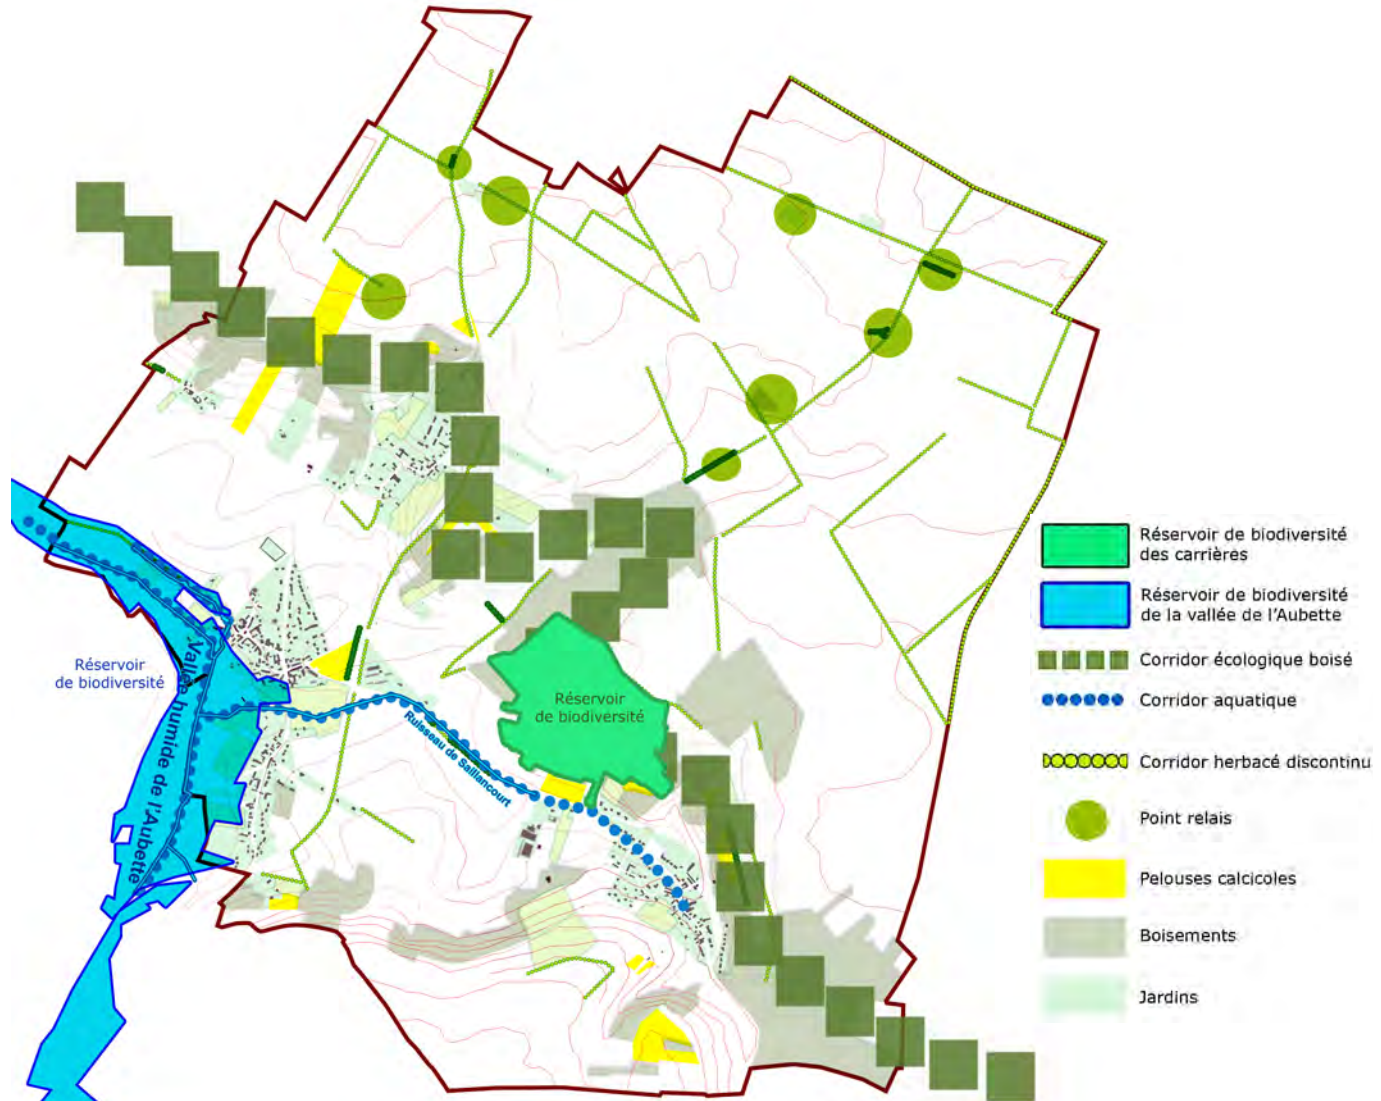 Réservoir
de biodiversité
Vallée humide de l'Aubette
Réservoir
de biodiversité
Ruisseau de Saillancourt
Réservoir de biodiversité
des carrières
Réservoir de biodiversité
de la vallée de l'Aubette
Corridor écologique boisé
Corridor aquatique
Corridor herbacé discontinu
Point relais
Pelouses calcicoles
Boisements
Jardins